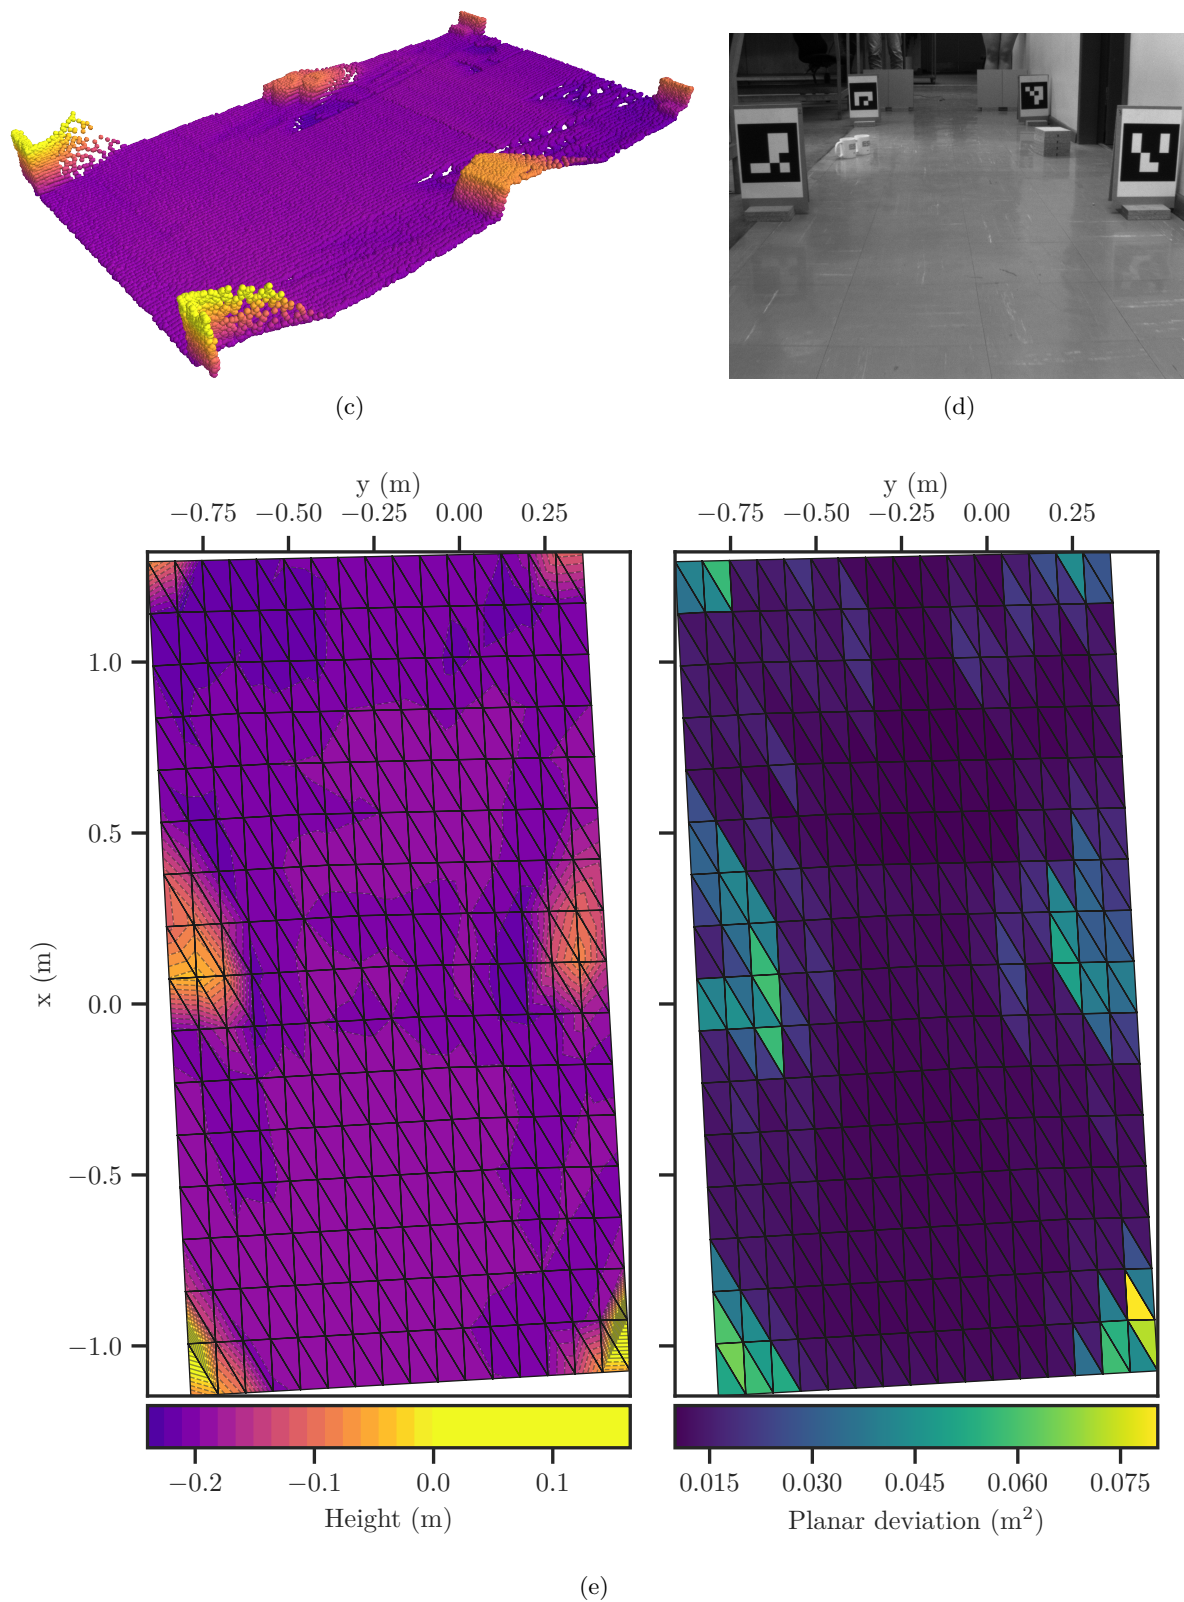 (c)
(d)
y (m)
−0.75 −0.50 −0.25 0.00 0.25
y (m)
−0.75 −0.50 −0.25 0.00 0.25
x (m)
1.0
0.5
0.0
−0.5
−1.0
−0.2 −0.1 0.0 0.1
Height (m)
0.015 0.030 0.045 0.060 0.075
Planar deviation (m²)
(e)